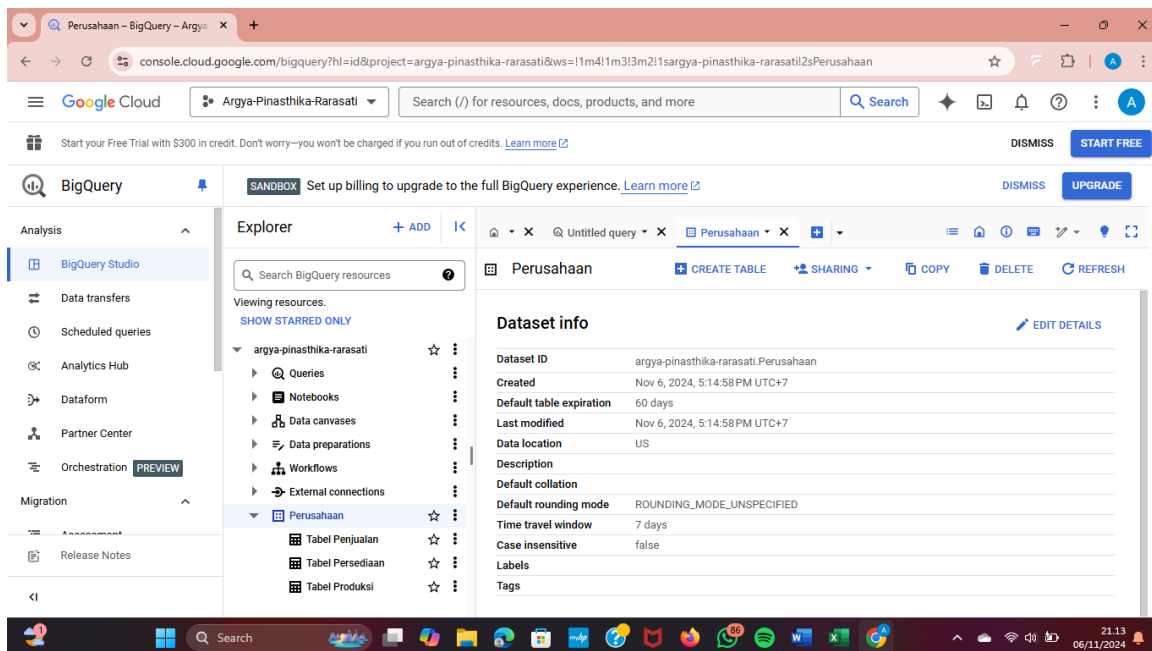 Perusahaan – BigQuery – Argya
console.cloud.google.com/bigquery?hl=id&project=argya-pinasthika-rarasati&ws=!1m4!1m3!3m2!1sargya-pinasthika-rarasati!2sPerusahaan
A
Google Cloud
Argya-Pinasthika-Rarasati
Search (/) for resources, docs, products, and more
Search
A
Start your Free Trial with $300 in credit. Don't worry—you won't be charged if you run out of credits. Learn more
DISMISS
START FREE
BigQuery
SANDBOX Set up billing to upgrade to the full BigQuery experience. Learn more
DISMISS
UPGRADE
Analysis
BigQuery Studio
Data transfers
Scheduled queries
Analytics Hub
Dataform
Partner Center
Orchestration PREVIEW
Migration
Assessment
Release Notes
Explorer
+ ADD
Search BigQuery resources
Viewing resources.
SHOW STARRED ONLY
argya-pinasthika-rarasati
Queries
Notebooks
Data canvases
Data preparations
Workflows
External connections
Perusahaan
Tabel Penjualan
Tabel Persediaan
Tabel Produksi
Untitled query
Perusahaan
Perusahaan
CREATE TABLE
SHARING
COPY
DELETE
REFRESH
Dataset info
EDIT DETAILS
Dataset ID argya-pinasthika-rarasati.Perusahaan
Created Nov 6, 2024, 5:14:58 PM UTC+7
Default table expiration 60 days
Last modified Nov 6, 2024, 5:14:58 PM UTC+7
Data location US
Description
Default collation
Default rounding mode ROUNDING_MODE_UNSPECIFIED
Time travel window 7 days
Case insensitive false
Labels
Tags
1
Search
mybp
86
A
21.13
06/11/2024